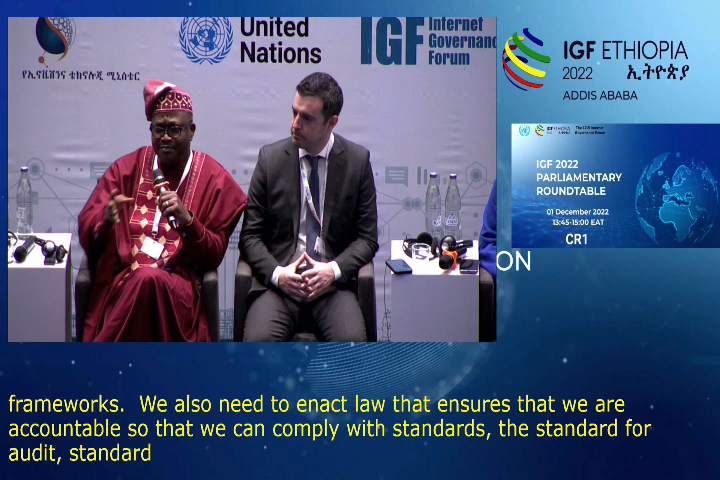 የኢኖቬሽንና ቴክኖሎጂ ሚኒስቴር
United
Nations
IGF
Internet
Governanc
Forum
IGF ETHIOPIA
2022 ኢትዮጵያ
ADDIS ABABA
IGF 2022
PARLIAMENTARY
ROUNDTABLE
01 December 2022
13:45-15:00 EAT
CR1
ON
frameworks. We also need to enact law that ensures that we are
accountable so that we can comply with standards, the standard for
audit, standard